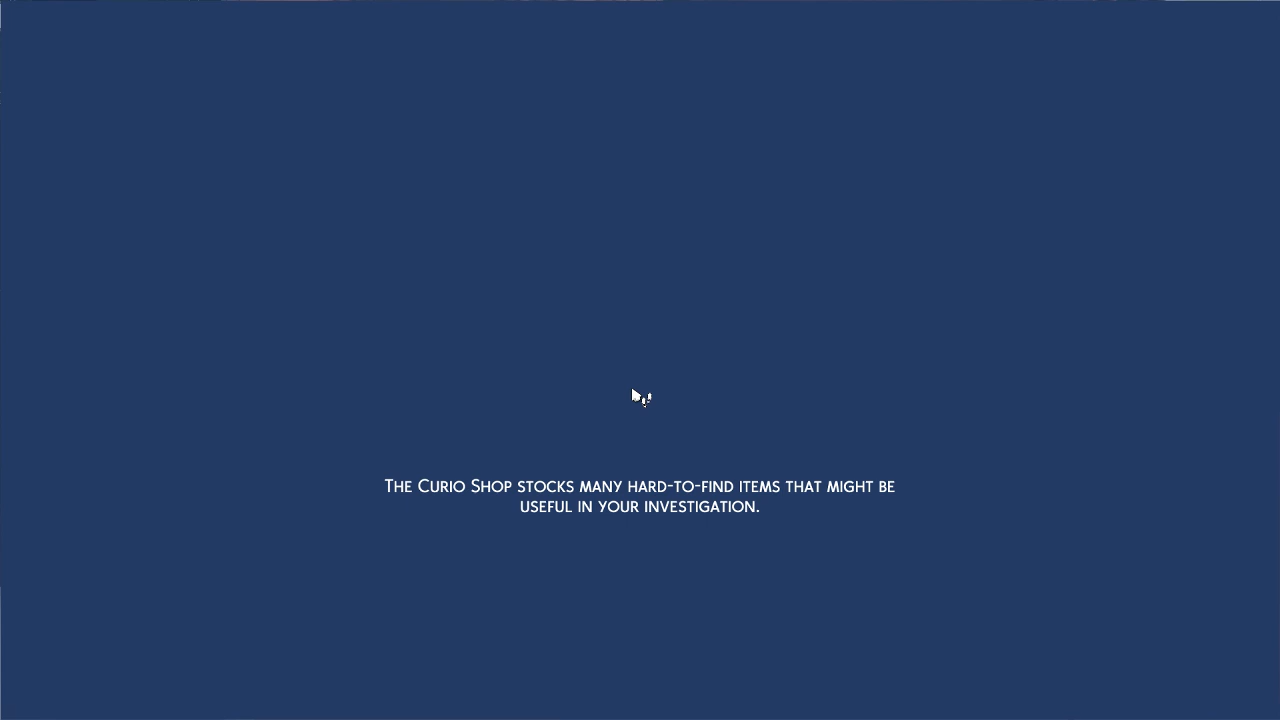 The Curio Shop stocks many hard-to-find items that might be
useful in your investigation.